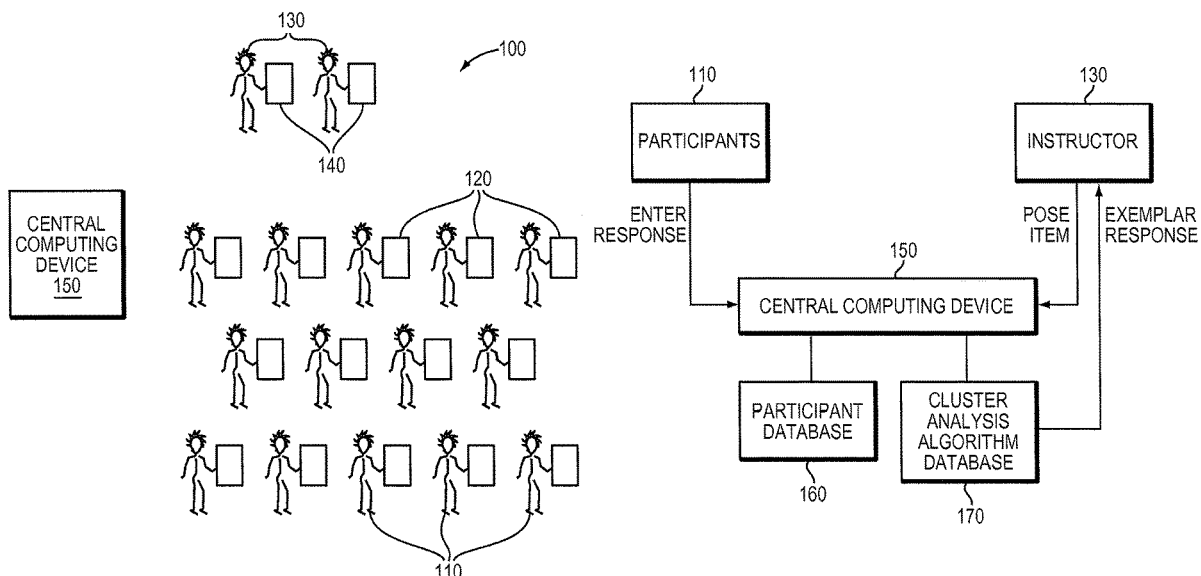 130
100
140
120
CENTRAL
COMPUTING
DEVICE
150
110
110
PARTICIPANTS
130
INSTRUCTOR
ENTER
RESPONSE
POSE
ITEM
EXEMPLAR
RESPONSE
150
CENTRAL COMPUTING DEVICE
PARTICIPANT
DATABASE
160
CLUSTER
ANALYSIS
ALGORITHM
DATABASE
170